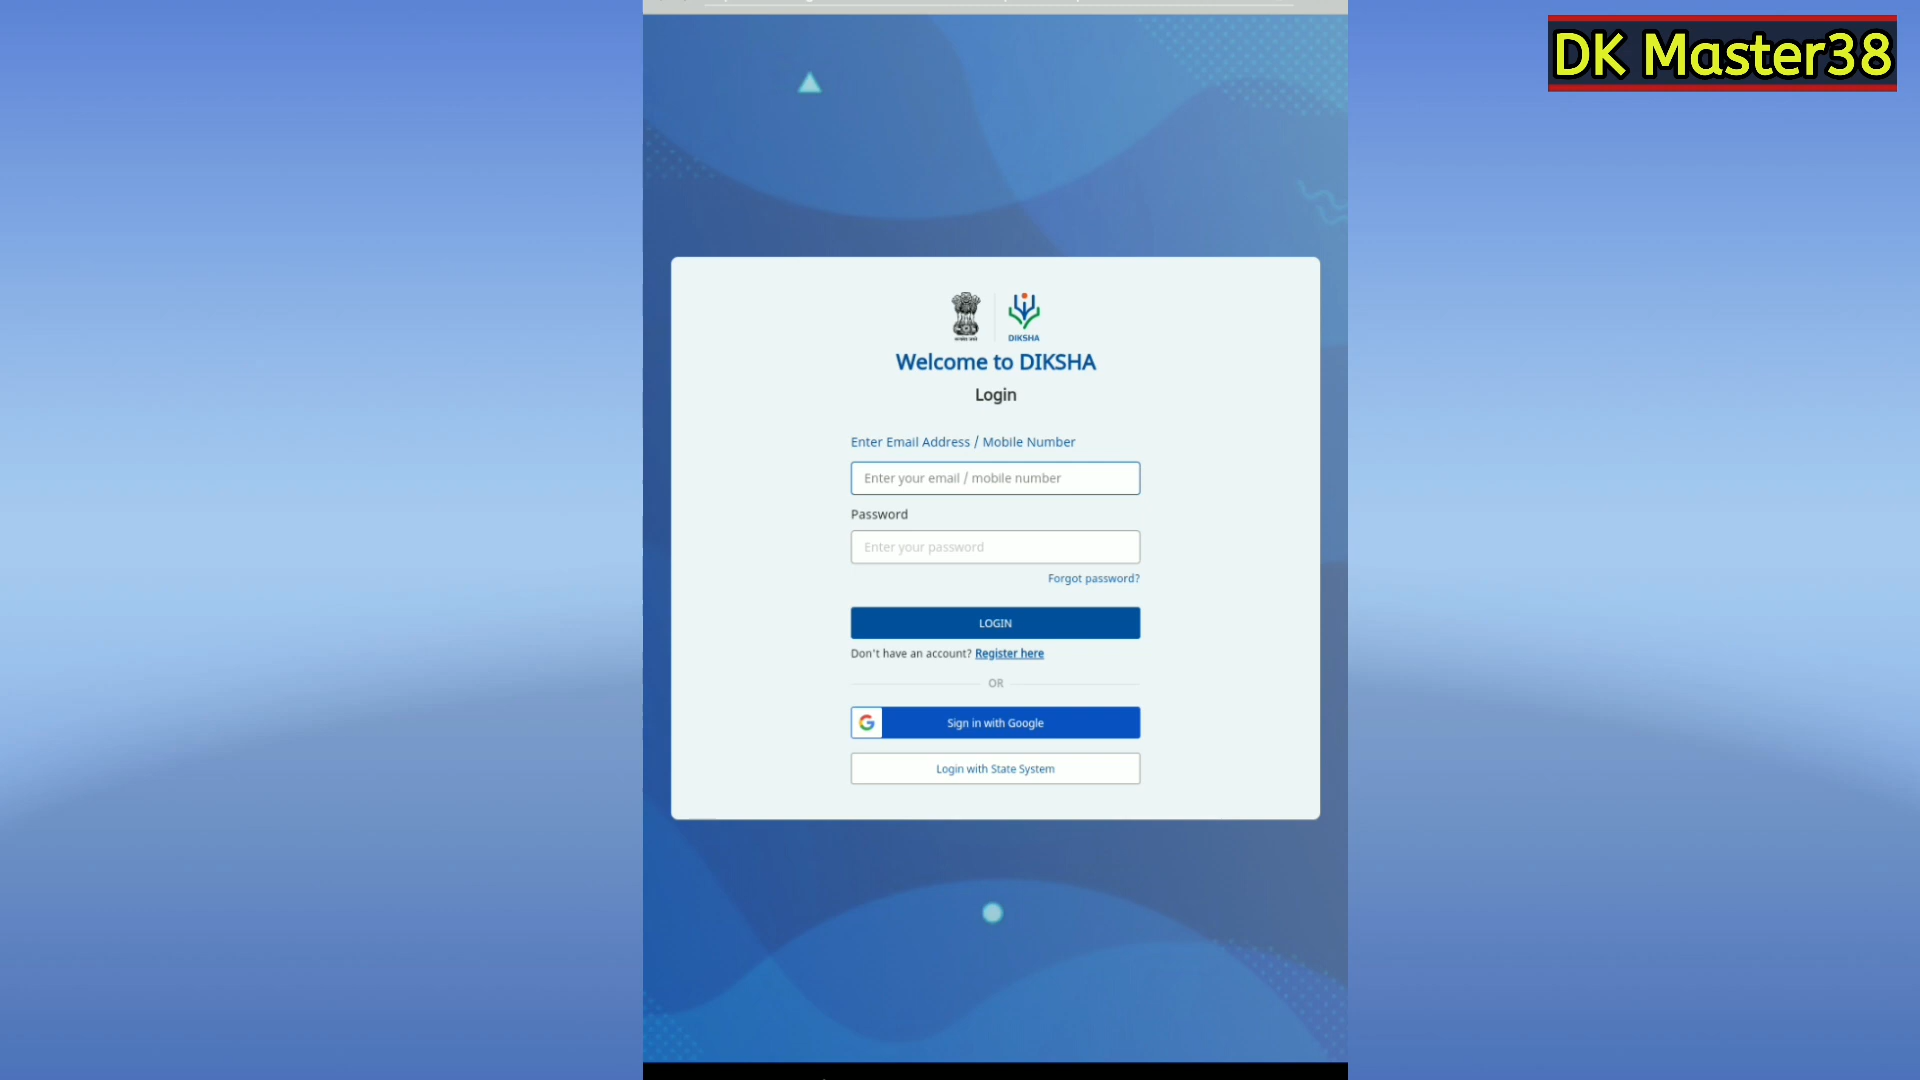 DK Master38
DIKSHA
Welcome to DIKSHA
Login
Enter Email Address / Mobile Number
Enter your email / mobile number
Password
Enter your password
Forgot password?
LOGIN
Don't have an account? Register here
OR
Sign in with Google
Login with State System